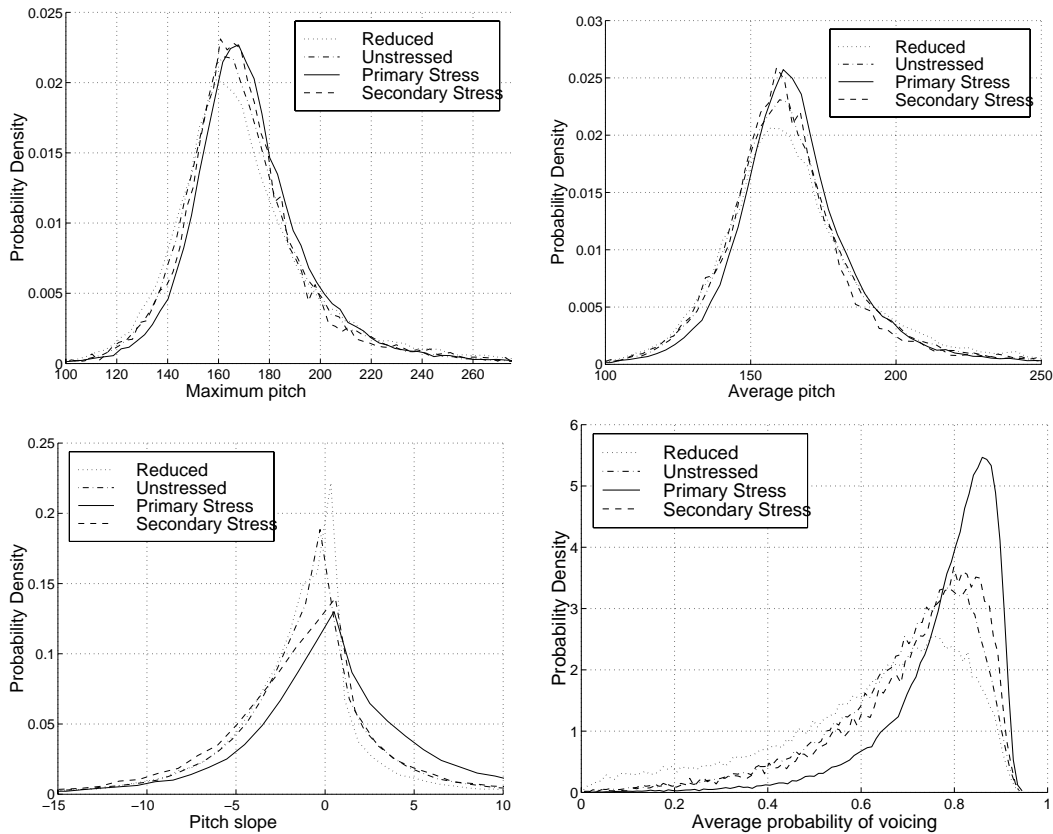 0.025
0.02
0.015
0.01
0.005
0
100
120
140
160
180
200
220
240
260
Probability Density
Maximum pitch
Reduced
Unstressed
Primary Stress
Secondary Stress
0.03
0.025
0.02
0.015
0.01
0.005
0
100
150
200
250
Probability Density
Average pitch
Reduced
Unstressed
Primary Stress
Secondary Stress
0.25
0.2
0.15
0.1
0.05
0
−15
−10
−5
0
5
10
Probability Density
Pitch slope
Reduced
Unstressed
Primary Stress
Secondary Stress
6
5
4
3
2
1
0
0
0.2
0.4
0.6
0.8
1
Probability Density
Average probability of voicing
Reduced
Unstressed
Primary Stress
Secondary Stress